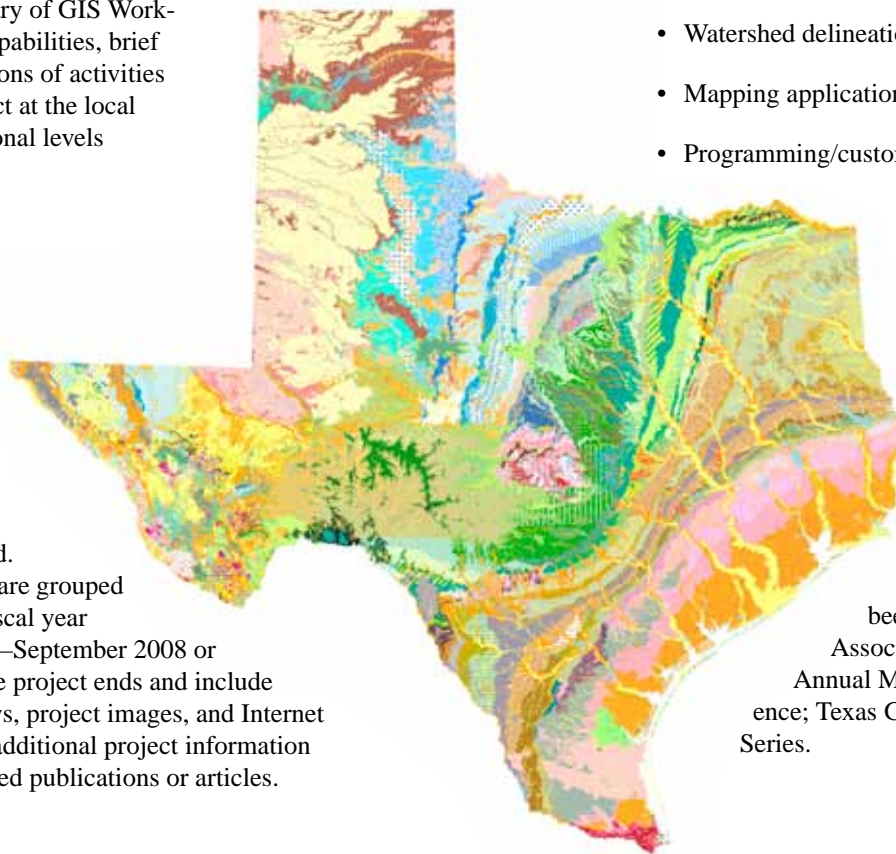 ary of GIS Work-
pabilities, brief
ons of activities
ct at the local
onal levels
• Watershed delineatio
• Mapping application
• Programming/custom
d.
are grouped
scal year
–September 2008 or
e project ends and include
s, project images, and Internet
additional project information
ed publications or articles.
bee
Assoc
Annual M
ence; Texas G
Series.